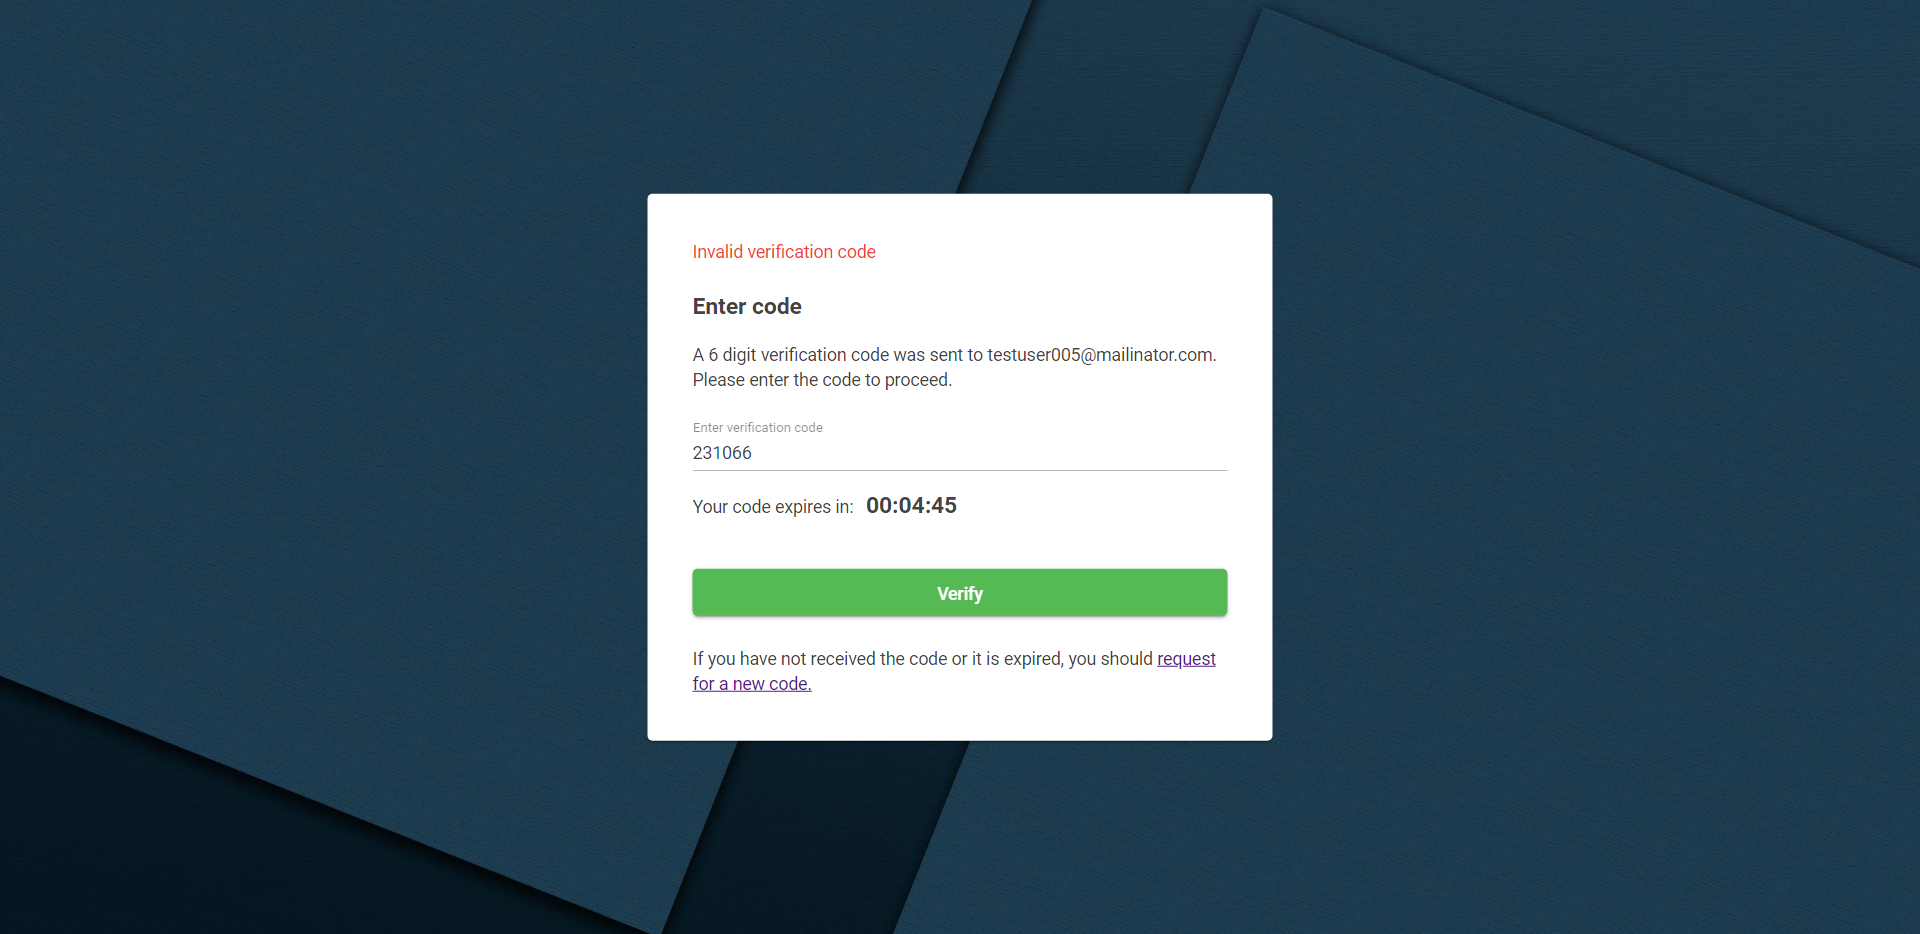 Invalid verification code
Enter code
A 6 digit verification code was sent to testuser005@mailinator.com.
Please enter the code to proceed.
Enter verification code
231066
Your code expires in: 00:04:45
Verify
If you have not received the code or it is expired, you should request
for a new code.